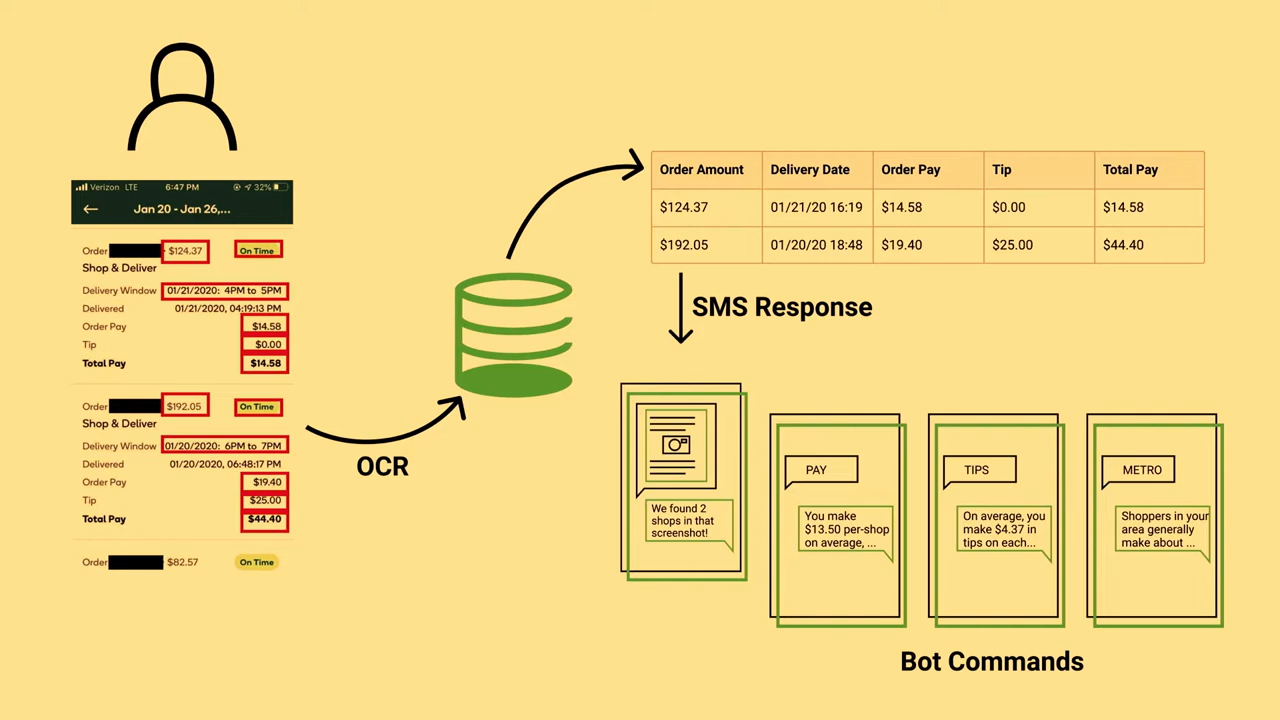 Verizon LTE 6:47 PM 32%
Jan 20 - Jan 26,...
Order $124.37 On Time
Shop & Deliver
Delivery Window 01/21/2020: 4PM to 5PM
Delivered 01/21/2020, 04:19:13 PM
Order Pay $14.58
Tip $0.00
Total Pay $14.58
Order $192.05 On Time
Shop & Deliver
Delivery Window 01/20/2020: 6PM to 7PM
Delivered 01/20/2020, 06:48:17 PM
Order Pay $19.40
Tip $25.00
Total Pay $44.40
Order $82.57 On Time
OCR
Order Amount Delivery Date Order Pay Tip Total Pay
$124.37 01/21/20 16:19 $14.58 $0.00 $14.58
$192.05 01/20/20 18:48 $19.40 $25.00 $44.40
SMS Response
We found 2
shops in that
screenshot!
PAY
You make
$13.50 per-shop
on average, ...
TIPS
On average, you
make $4.37 in
tips on each...
METRO
Shoppers in your
area generally
make about ...
Bot Commands